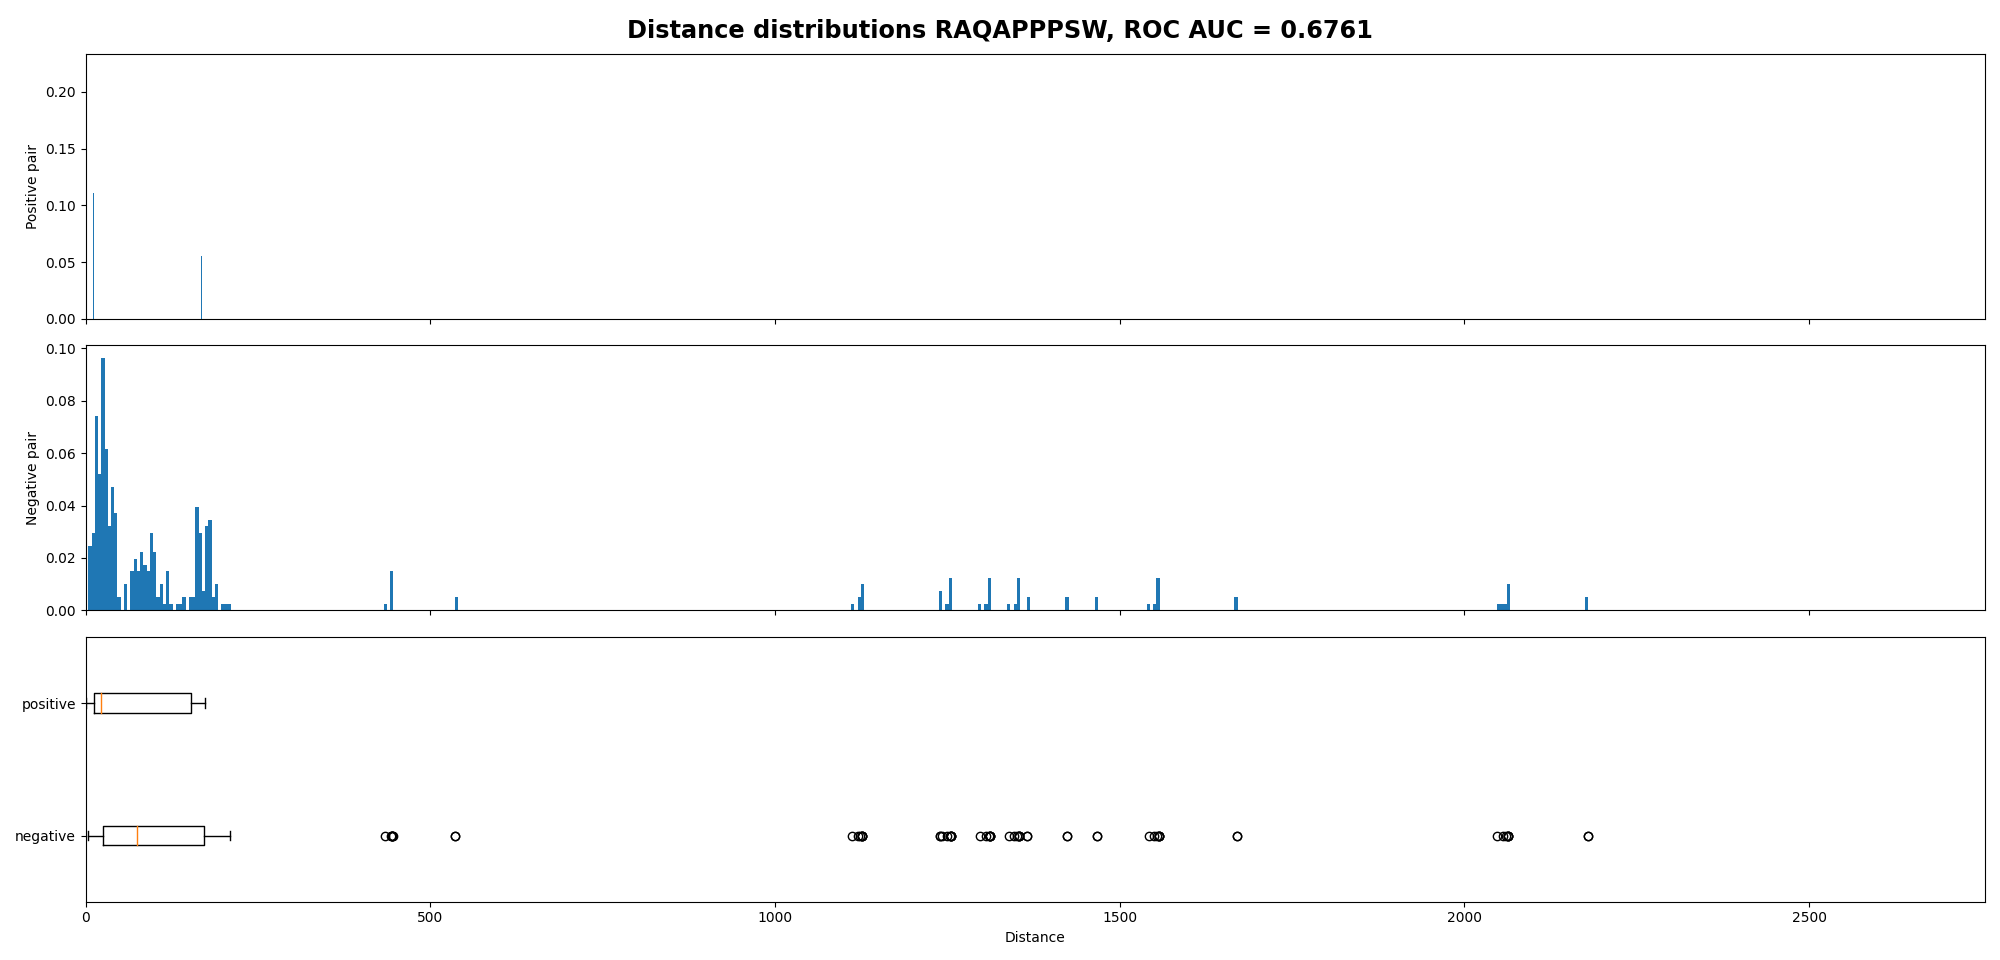 Distance distributions RAQAPPPSW, ROC AUC = 0.6761
0.20
0.15
0.10
0.05
0.00
Positive pair
0.10
0.08
0.06
0.04
0.02
0.00
Negative pair
positive
negative
0 500 1000 1500 2000 2500
Distance